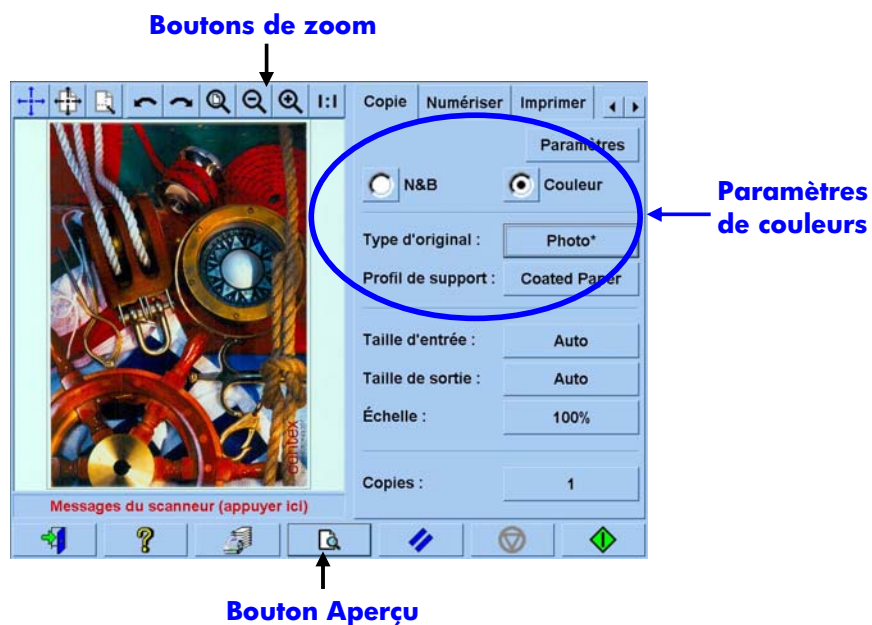 Boutons de zoom
1:1
Copie Numériser Imprimer
Paramètres
N&B Couleur
Paramètres
de couleurs
Type d'original : Photo*
Profil de support : Coated Paper
Taille d'entrée : Auto
Taille de sortie : Auto
Échelle : 100%
contex
Copies : 1
Messages du scanneur (appuyer ici)
Bouton Aperçu